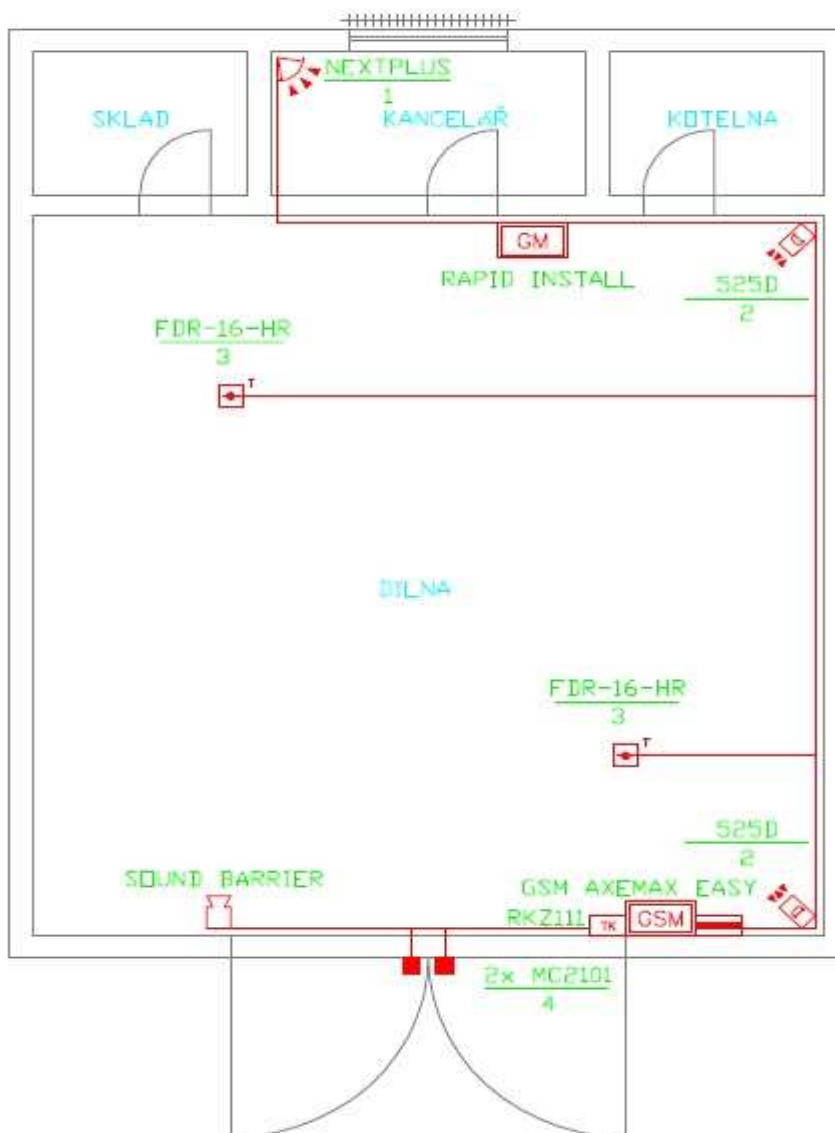 NEXTPLUS
1
SKLAD
KANCELÁŘ
KOTELNA
GM
RAPID INSTALL
525D
2
FDR-16-HR
3
T
DÍLNA
FDR-16-HR
3
T
525D
2
SOUND BARRIER
GSM AXEMAX EASY
RKZ111
TK
GSM
2x MC2101
4